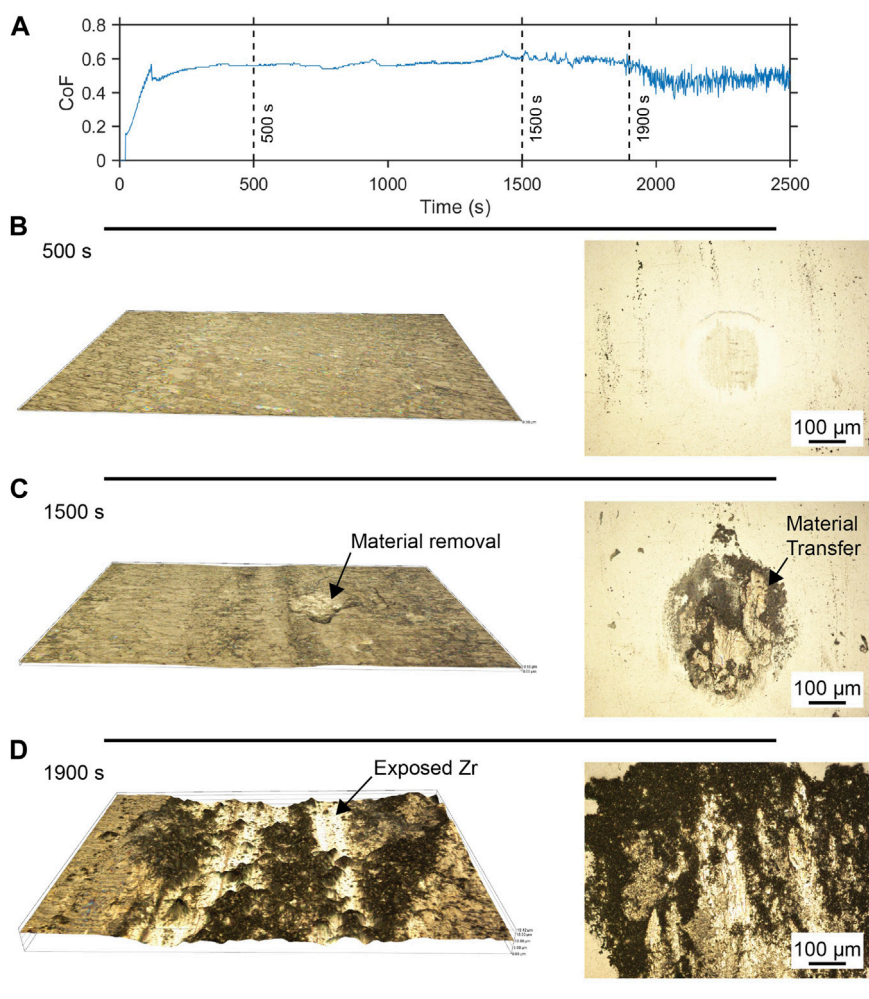 A
0.8
0.6
0.4
0.2
0
CoF
500 s
1500 s
1900 s
0 500 1000 1500 2000 2500
Time (s)
B
500 s
100 µm
C
1500 s
Material removal
Material
Transfer
100 µm
D
1900 s
Exposed Zr
100 µm